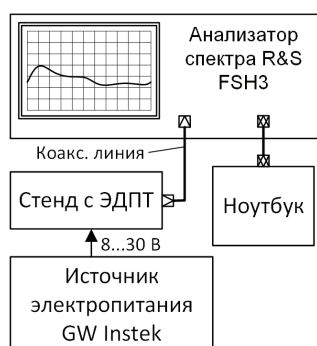 Анализатор
спектра R&S
FSH3
Коакс. линия
Стенд с ЭДПТ
Ноутбук
8...30 В
Источник
электропитания
GW Instek